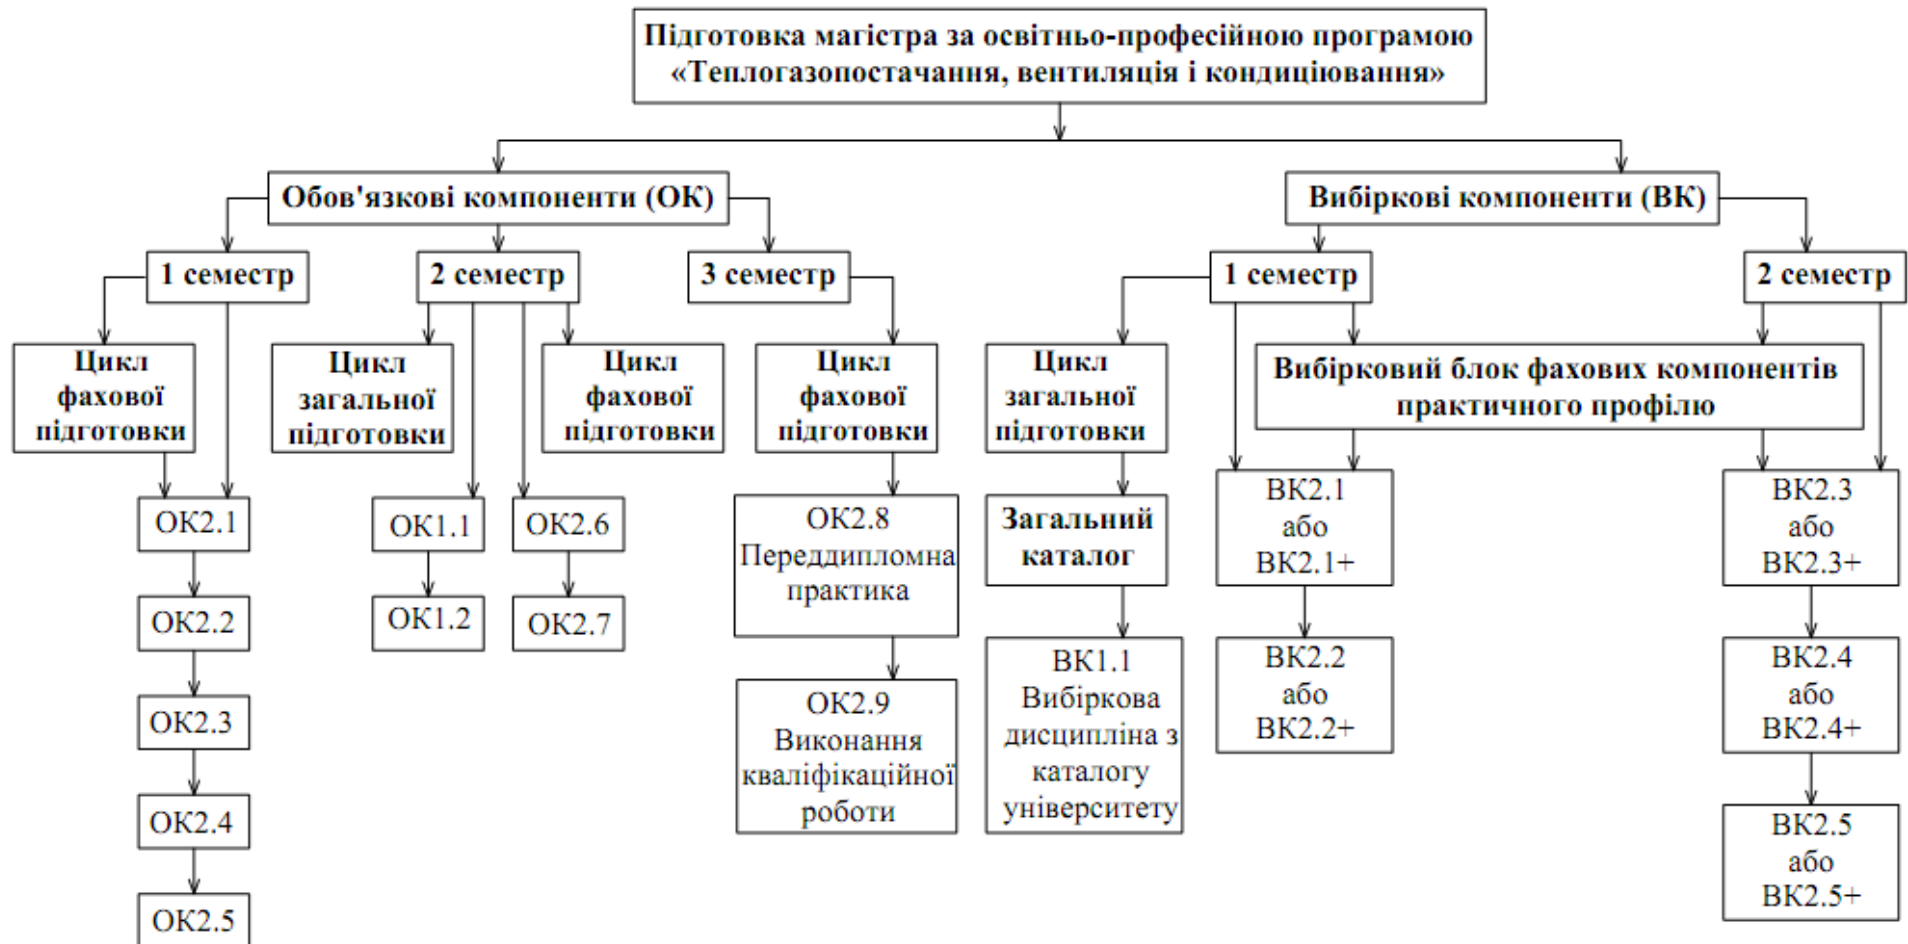 Підготовка магістра за освітньо-професійною програмою
«Теплогазопостачання, вентиляція і кондиціювання»
Обов'язкові компоненти (ОК)
Вибіркові компоненти (ВК)
1 семестр
2 семестр
3 семестр
1 семестр
2 семестр
Цикл
фахової
підготовки
Цикл
загальної
підготовки
Цикл
фахової
підготовки
Цикл
фахової
підготовки
Цикл
загальної
підготовки
Вибірковий блок фахових компонентів
практичного профілю
ОК2.1
ОК2.2
ОК2.3
ОК2.4
ОК2.5
ОК1.1
ОК1.2
ОК2.6
ОК2.7
ОК2.8
Переддипломна
практика
ОК2.9
Виконання
кваліфікаційної
роботи
Загальний
каталог
ВК1.1
Вибіркова
дисципліна з
каталогу
університету
ВК2.1
або
ВК2.1+
ВК2.2
або
ВК2.2+
ВК2.3
або
ВК2.3+
ВК2.4
або
ВК2.4+
ВК2.5
або
ВК2.5+